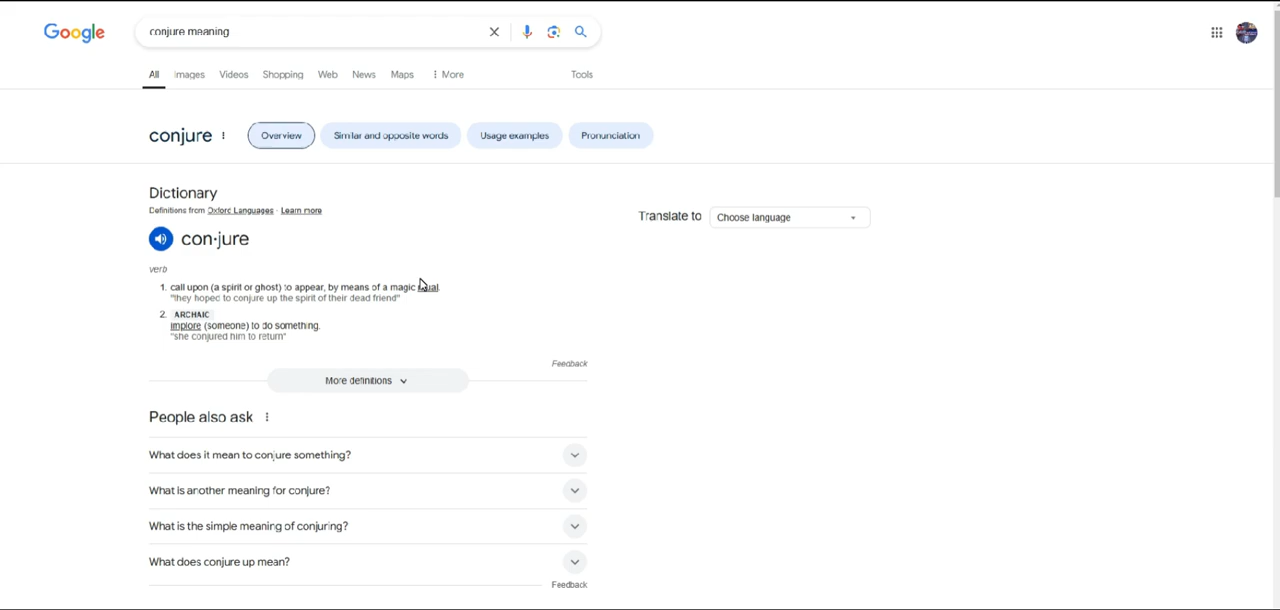 Google
conjure meaning
All Images Videos Shopping Web News Maps More Tools
conjure Overview Similar and opposite words Usage examples Pronunciation
Dictionary
Definitions from Oxford Languages · Learn more
con·jure
verb
1. call upon (a spirit or ghost) to appear, by means of a magic
"they hoped to conjure up the spirit of their dead friend"
2. ARCHAIC
implore (someone) to do something.
"she conjured him to return"
Feedback
More definitions
People also ask
What does it mean to conjure something?
What is another meaning for conjure?
What is the simple meaning of conjuring?
What does conjure up mean?
Feedback
Translate to Choose language